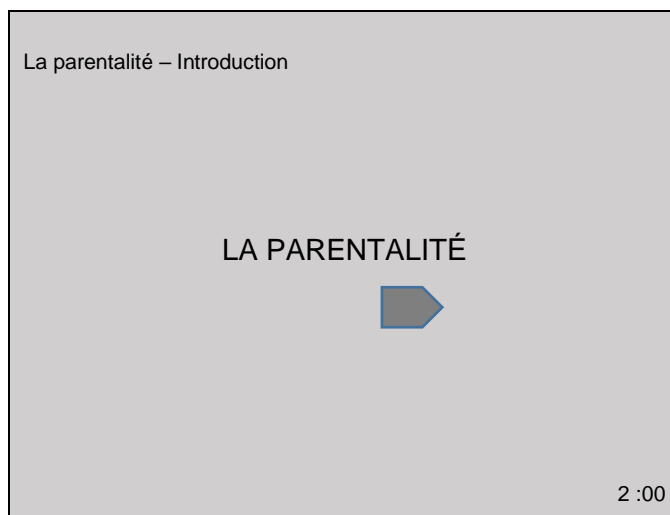 La parentalité – Introduction
LA PARENTALITÉ
2 :00